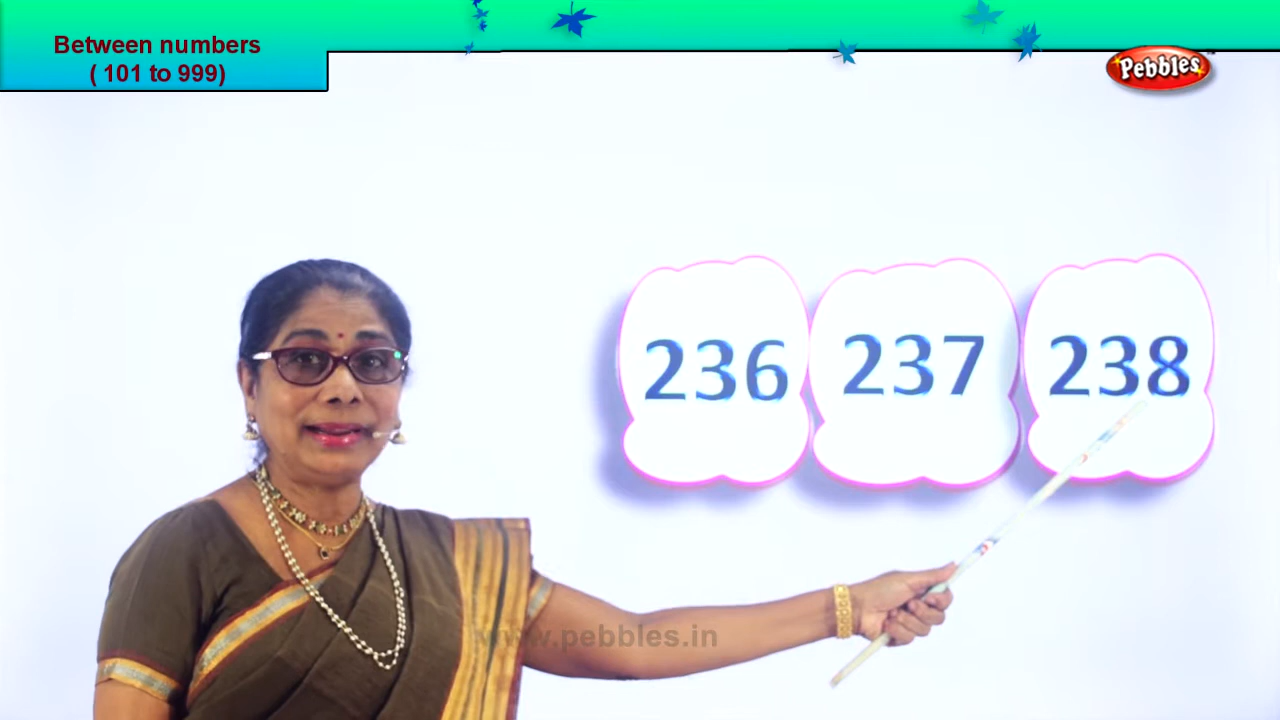 Between numbers
( 101 to 999)
Pebbles
236 237 238
www.pebbles.in